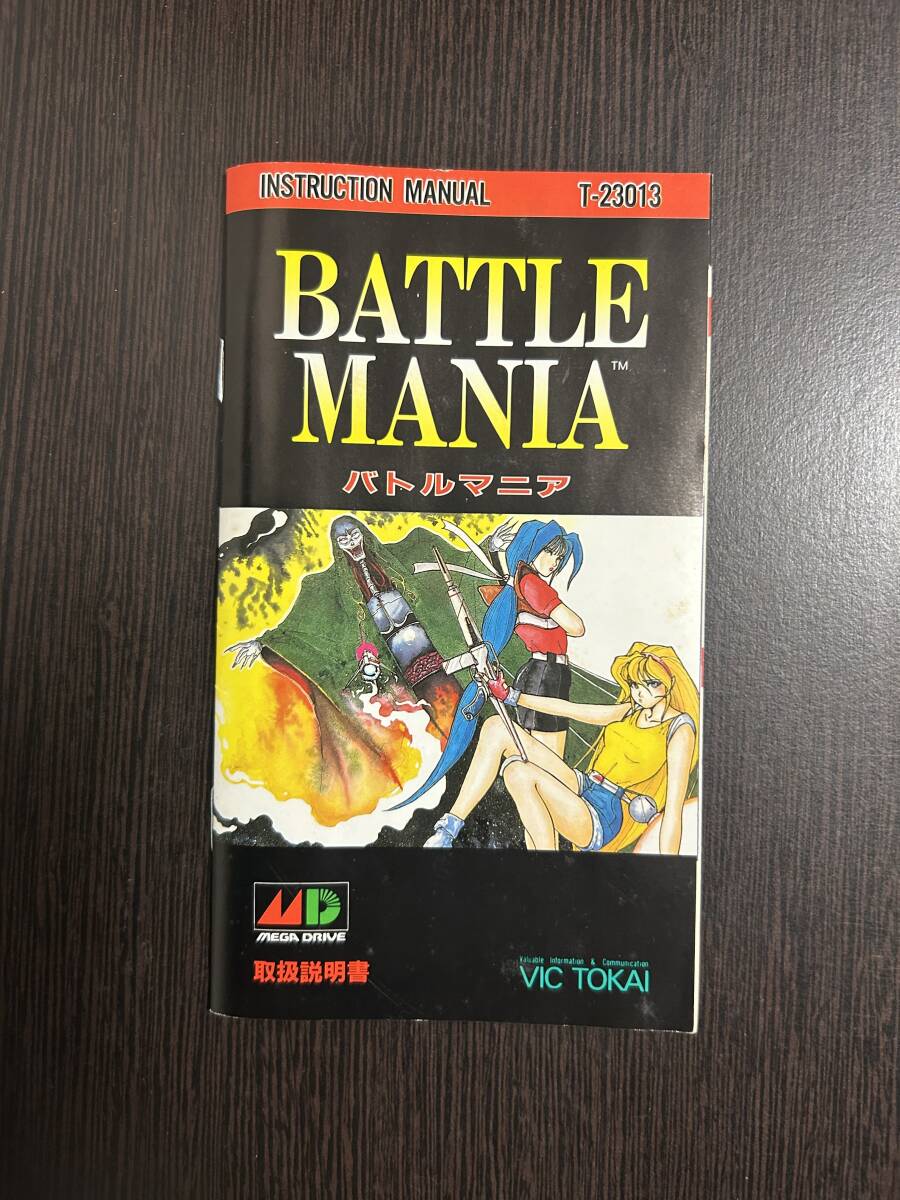 INSTRUCTION MANUAL T-23013
BATTLE
MANIA™
バトルマニア
MEGA DRIVE
取扱説明書
Valuable Information & Communication
VIC TOKAI